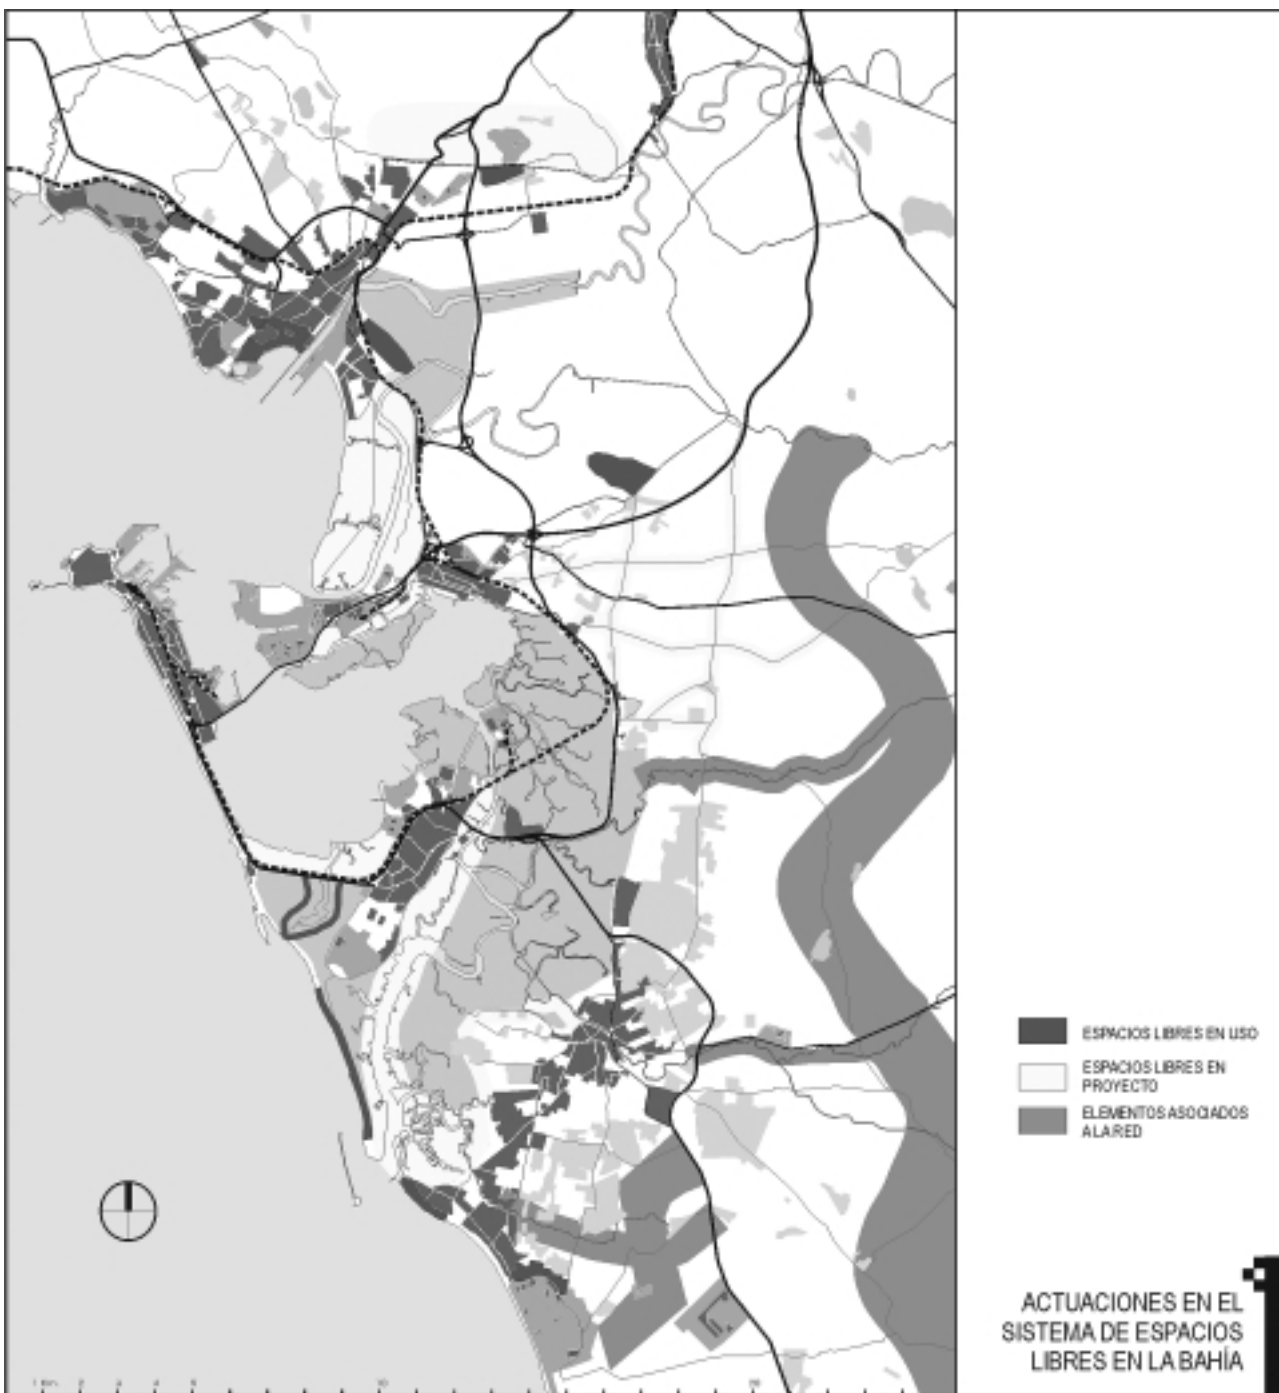 ESPACIOS LIBRES EN USO
ESPACIOS LIBRES EN
PROYECTO
ELEMENTOS ASOCIADOS
A LA RED
ACTUACIONES EN EL
SISTEMA DE ESPACIOS
LIBRES EN LA BAHÍA